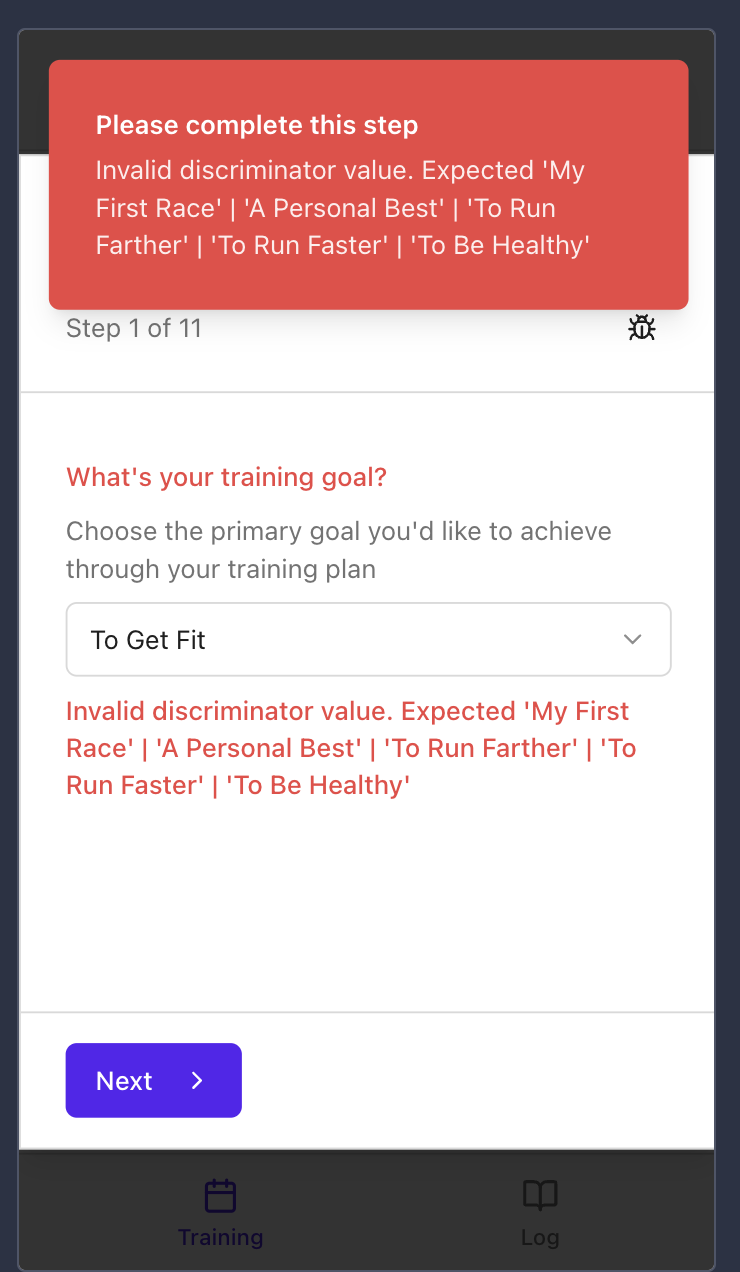 Please complete this step
Invalid discriminator value. Expected 'My
First Race' | 'A Personal Best' | 'To Run
Farther' | 'To Run Faster' | 'To Be Healthy'
Step 1 of 11
What's your training goal?
Choose the primary goal you'd like to achieve
through your training plan
To Get Fit
Invalid discriminator value. Expected 'My First
Race' | 'A Personal Best' | 'To Run Farther' | 'To
Run Faster' | 'To Be Healthy'
Next
Training
Log